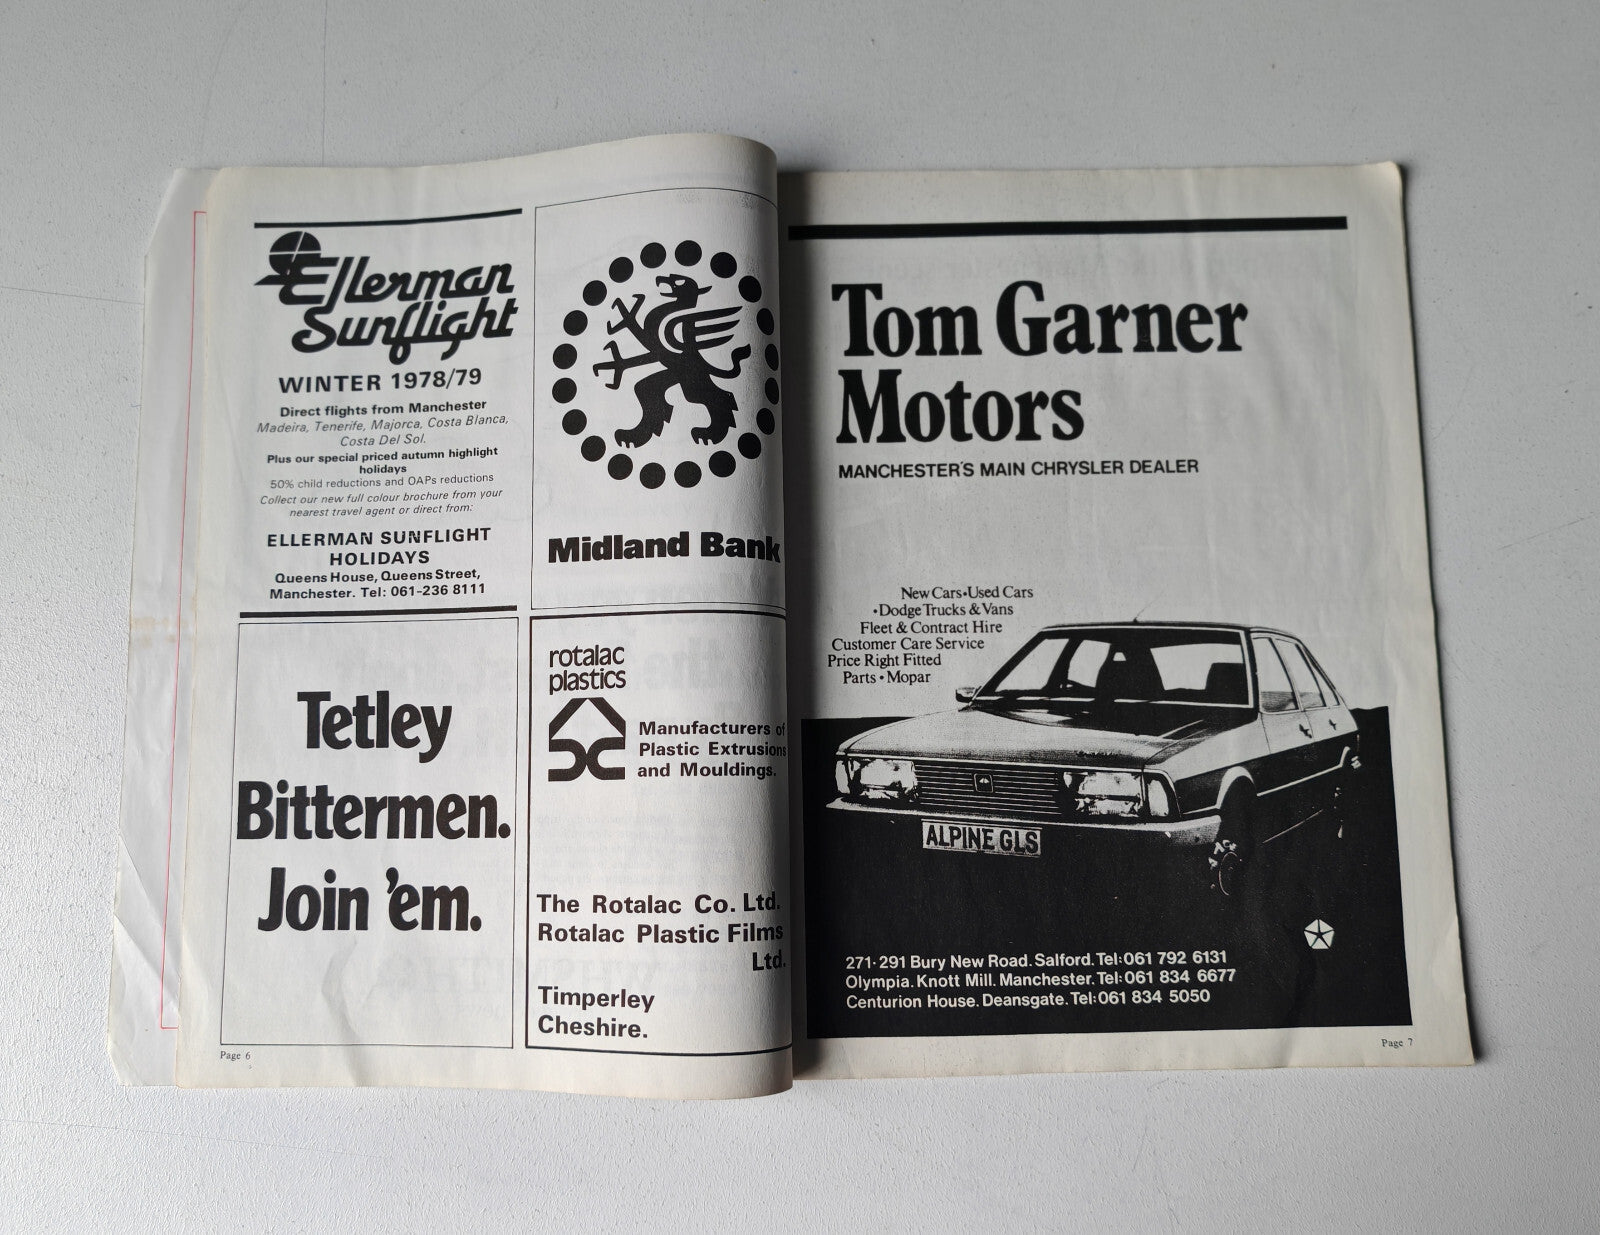 Ellerman
Sunflight
WINTER 1978/79
Direct flights from Manchester
Madeira, Tenerife, Majorca, Costa Blanca,
Costa Del Sol.
Plus our special priced autumn highlight
holidays
50% child reductions and OAPs reductions
Collect our new full colour brochure from your
nearest travel agent or direct from:
ELLERMAN SUNFLIGHT
HOLIDAYS
Queens House, Queens Street,
Manchester. Tel: 061-236 8111
Midland Bank
Tetley
Bittermen.
Join 'em.
rotalac
plastics
Manufacturers of
Plastic Extrusions
and Mouldings.
The Rotalac Co. Ltd.
Rotalac Plastic Films
Ltd.
Timperley
Cheshire.
Page 6
Tom Garner
Motors
MANCHESTER'S MAIN CHRYSLER DEALER
New Cars•Used Cars
•Dodge Trucks & Vans
Fleet & Contract Hire
Customer Care Service
Price Right Fitted
Parts • Mopar
ALPINE GLS
271·291 Bury New Road. Salford. Tel:061 792 6131
Olympia. Knott Mill. Manchester. Tel:061 834 6677
Centurion House. Deansgate. Tel:061 834 5050
Page 7